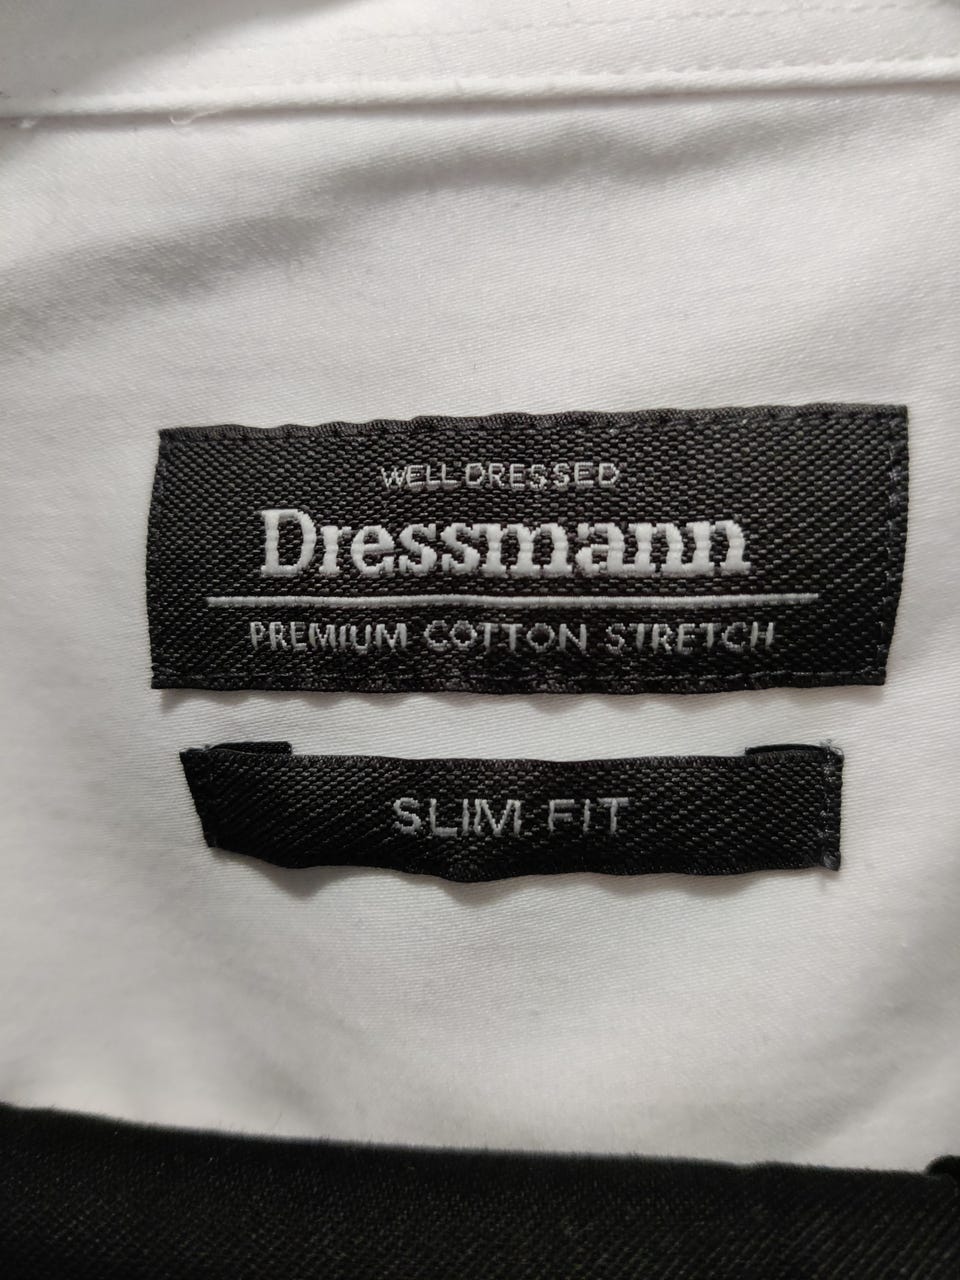 WELL DRESSED
Dressmann
PREMIUM COTTON STRETCH
SLIM FIT